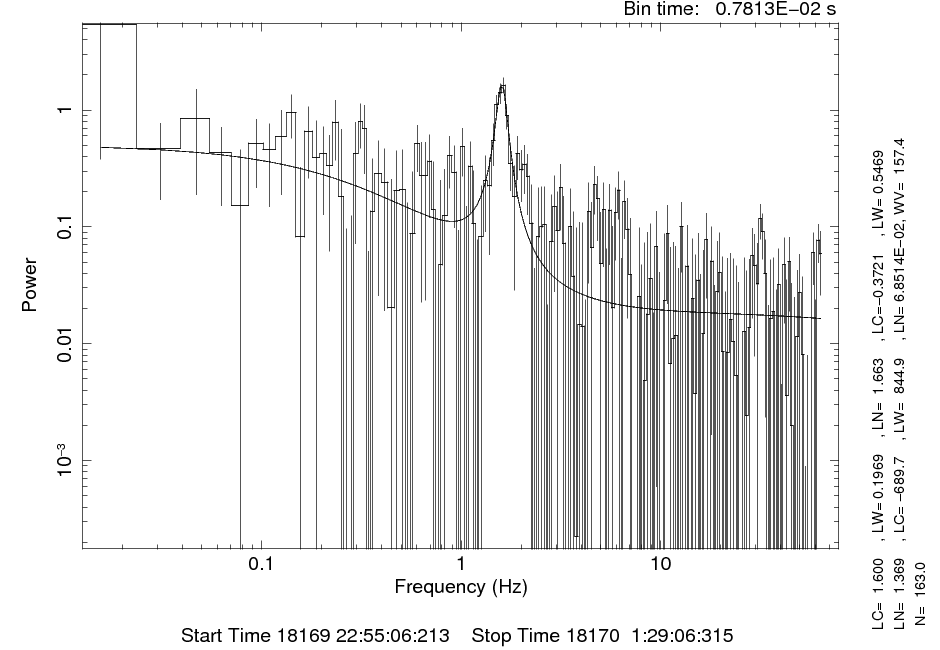 Bin time: 0.7813E−02 s
1
0.1
0.01
10−3
Power
0.1 1 10
Frequency (Hz)
Start Time 18169 22:55:06:213 Stop Time 18170 1:29:06:315
LC= 1.600 , LW= 0.1969 , LN= 1.663 , LC=−0.3721 , LW= 0.5469
LN= 1.369 , LC= −689.7 , LW= 844.9 , LN= 6.8514E−02, WV= 157.4
N= 163.0